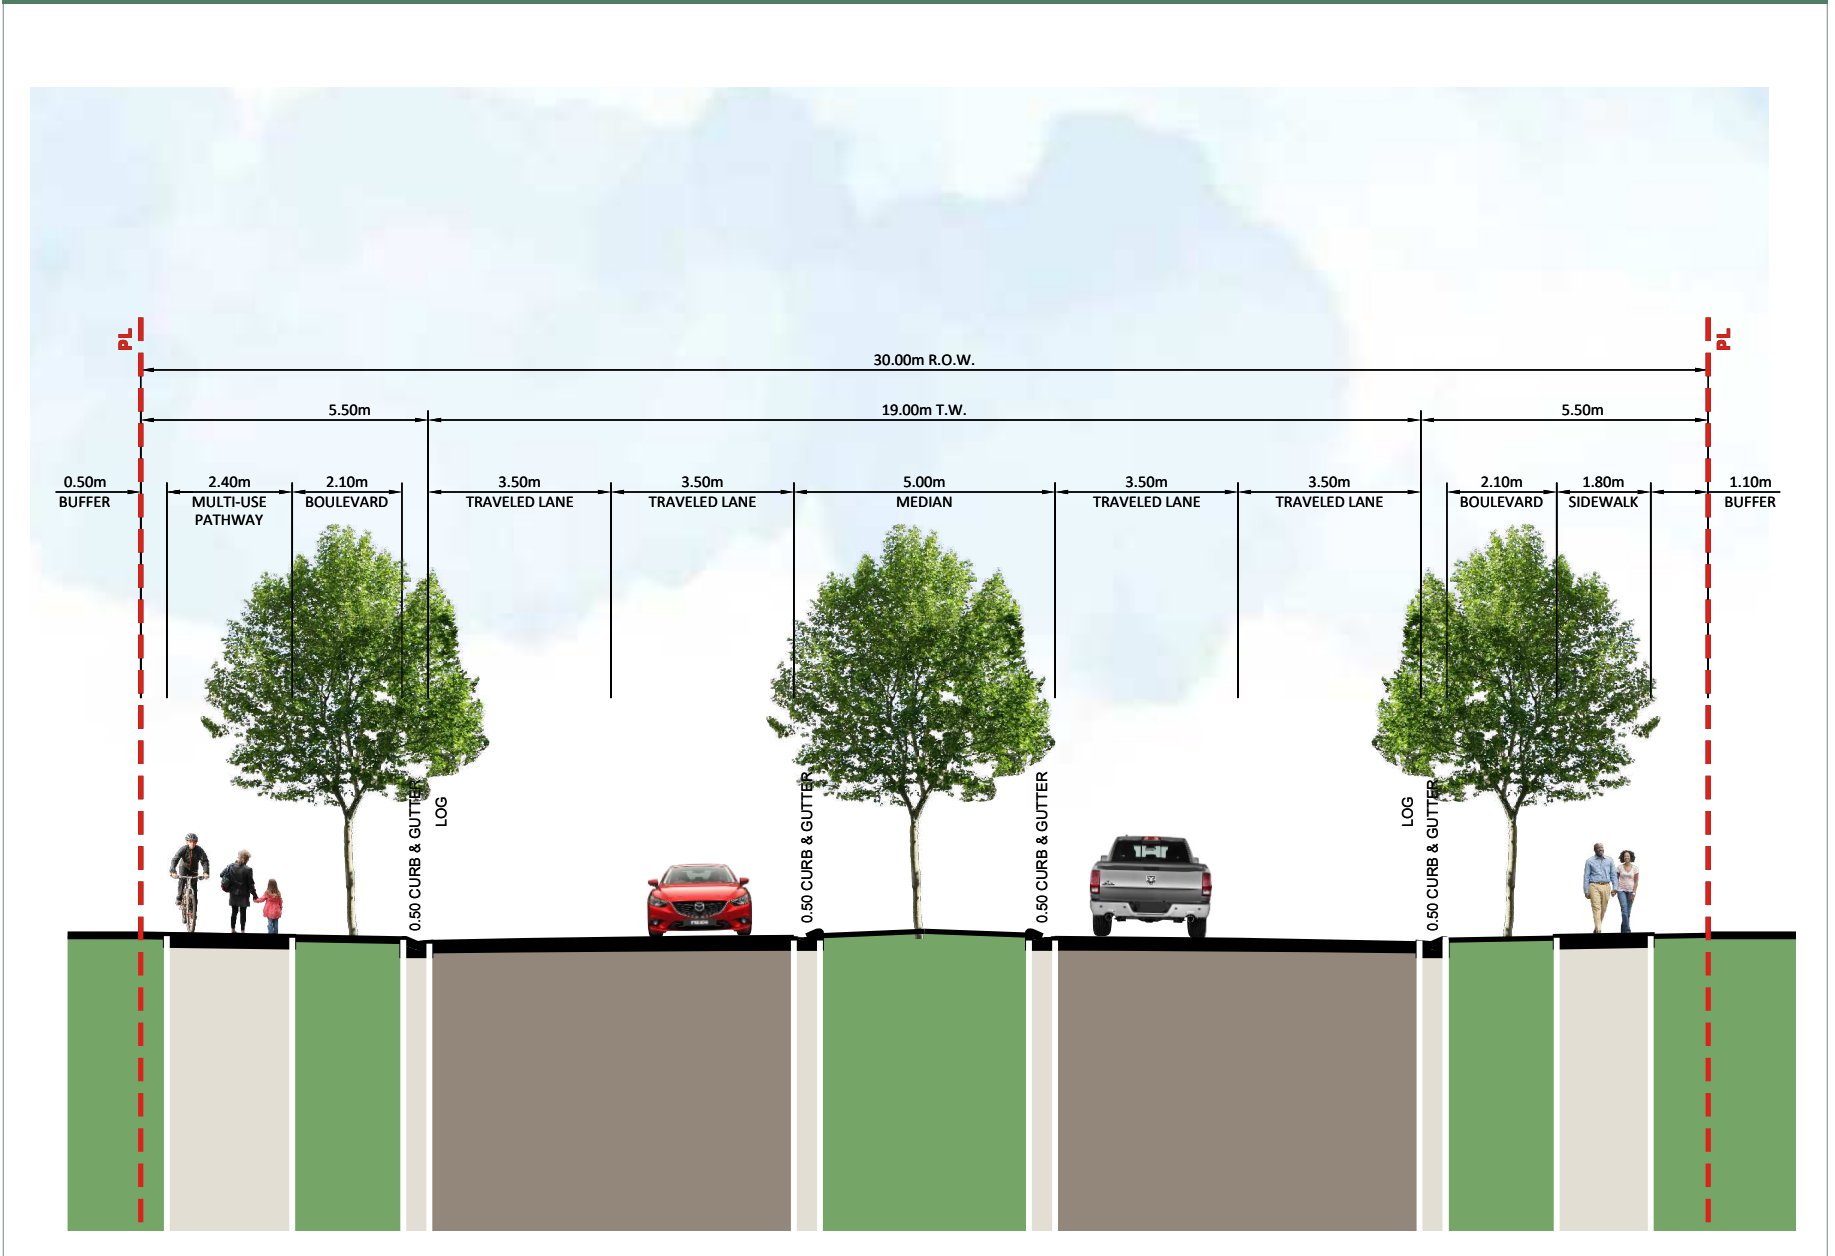 PL
PL
30.00m R.O.W.
5.50m
19.00m T.W.
5.50m
0.50m
BUFFER
2.40m
MULTI-USE
PATHWAY
2.10m
BOULEVARD
3.50m
TRAVELED LANE
3.50m
TRAVELED LANE
5.00m
MEDIAN
3.50m
TRAVELED LANE
3.50m
TRAVELED LANE
2.10m
BOULEVARD
1.80m
SIDEWALK
1.10m
BUFFER
0.50 CURB & GUTTER
LOG
0.50 CURB & GUTTER
0.50 CURB & GUTTER
LOG
0.50 CURB & GUTTER